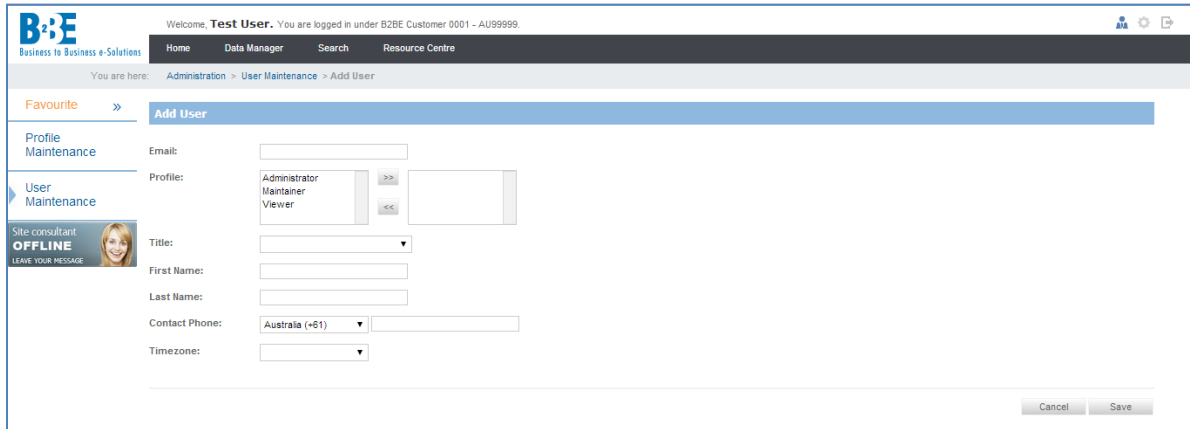 B2BE
Business to Business e-Solutions
Welcome, Test User. You are logged in under B2BE Customer 0001 - AU99999.
Home Data Manager Search Resource Centre
You are here: Administration > User Maintenance > Add User
Favourite »
Profile
Maintenance
User
Maintenance
Site consultant
OFFLINE
LEAVE YOUR MESSAGE
Add User
Email:
Profile:
Administrator
Maintainer
Viewer
>>
<<
Title:
First Name:
Last Name:
Contact Phone: Australia (+61)
Timezone:
Cancel Save